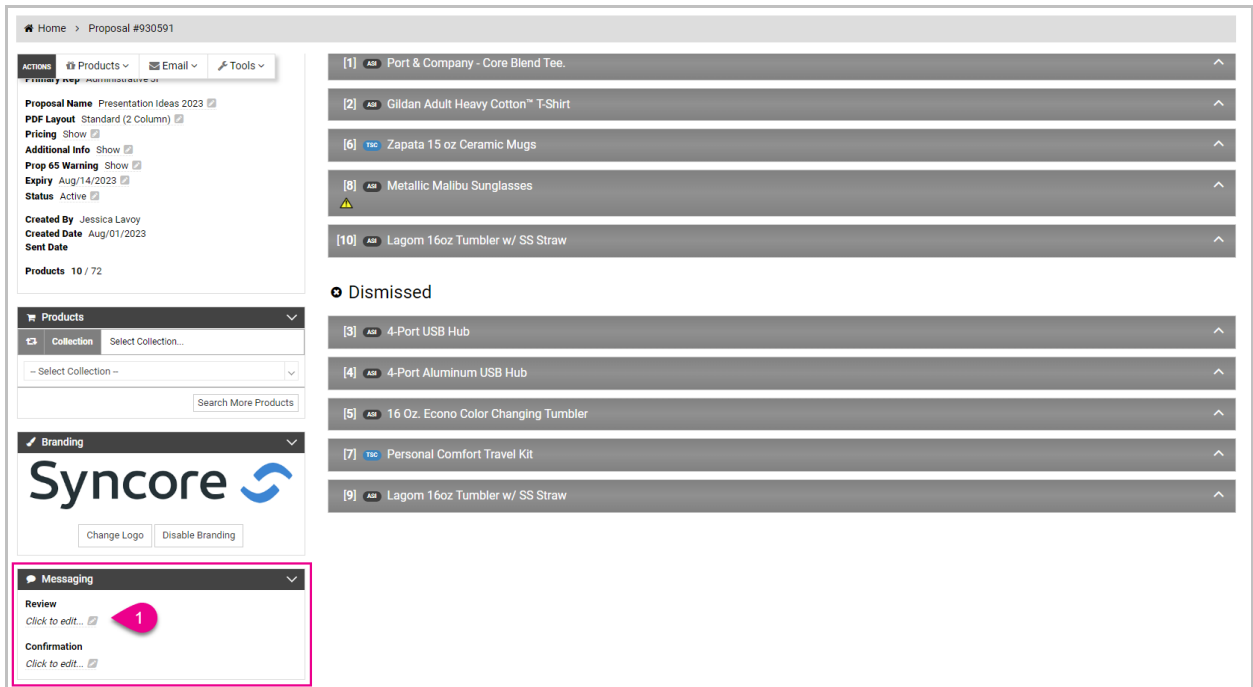 Home > Proposal #930591
ACTIONS Products Email Tools
Primary Rep Administrative Jr
Proposal Name Presentation Ideas 2023
PDF Layout Standard (2 Column)
Pricing Show
Additional Info Show
Prop 65 Warning Show
Expiry Aug/14/2023
Status Active
Created By Jessica Lavoy
Created Date Aug/01/2023
Sent Date
Products 10 / 72
Products
Collection Select Collection...
-- Select Collection --
Search More Products
Branding
Syncore
Change Logo Disable Branding
Messaging
Review
Click to edit...
1
Confirmation
Click to edit...
[1] ASI Port & Company - Core Blend Tee.
[2] ASI Gildan Adult Heavy Cotton™ T-Shirt
[6] TSC Zapata 15 oz Ceramic Mugs
[8] ASI Metallic Malibu Sunglasses
[10] ASI Lagom 16oz Tumbler w/ SS Straw
Dismissed
[3] ASI 4-Port USB Hub
[4] ASI 4-Port Aluminum USB Hub
[5] ASI 16 Oz. Econo Color Changing Tumbler
[7] TSC Personal Comfort Travel Kit
[9] ASI Lagom 16oz Tumbler w/ SS Straw